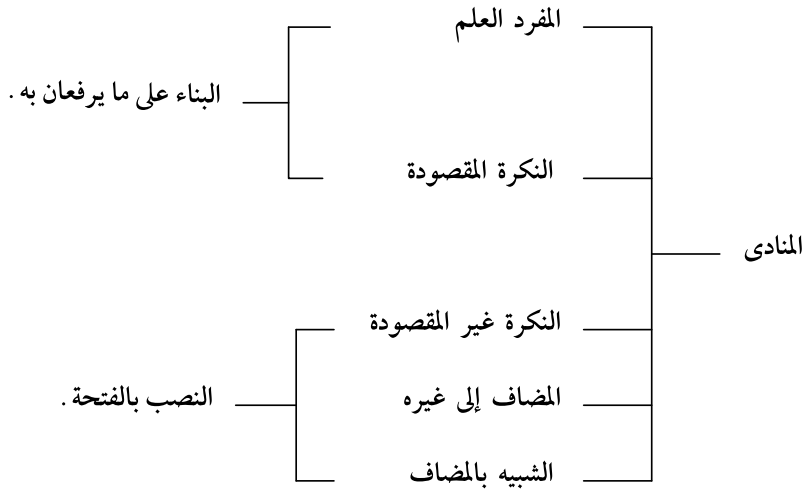 المنادى
المفرد العلم
النكرة المقصودة
البناء على ما يرفعان به .
النكرة غير المقصودة
المضاف إلى غيره
الشبيه بالمضاف
النصب بالفتحة .